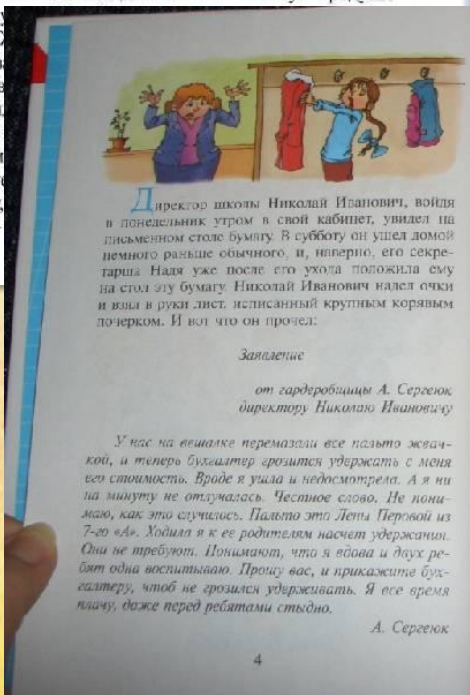 Директор школы Николай Иванович, войдя
в понедельник утром в свой кабинет, увидел на
письменном столе бумагу. В субботу он ушел домой
немного раньше обычного, и, наверно, его секре-
тарша Надя уже после его ухода положила ему
на стол эту бумагу. Николай Иванович надел очки
и взял в руки лист, исписанный крупным корявым
почерком. И вот что он прочел:
Заявление
от гардеробщицы А. Сергеюк
директору Николаю Ивановичу
У нас на вешалке перемазали все пальто жвач-
кой, и теперь бухгалтер грозится удержать с меня
его стоимость. Вроде я ушла и недосмотрела. А я ни
на минуту не отлучалась. Честное слово. Не пони-
маю, как это случилось. Пальто это Лены Перовой из
7-го «А». Ходила я к ее родителям насчет удержания.
Они не требуют. Понимают, что я вдова и двух ре-
бят одна воспитываю. Прошу вас, и прикажите бух-
галтеру, чтоб не грозился удерживать. Я все время
плачу, даже перед ребятами стыдно.
А. Сергеюк
4